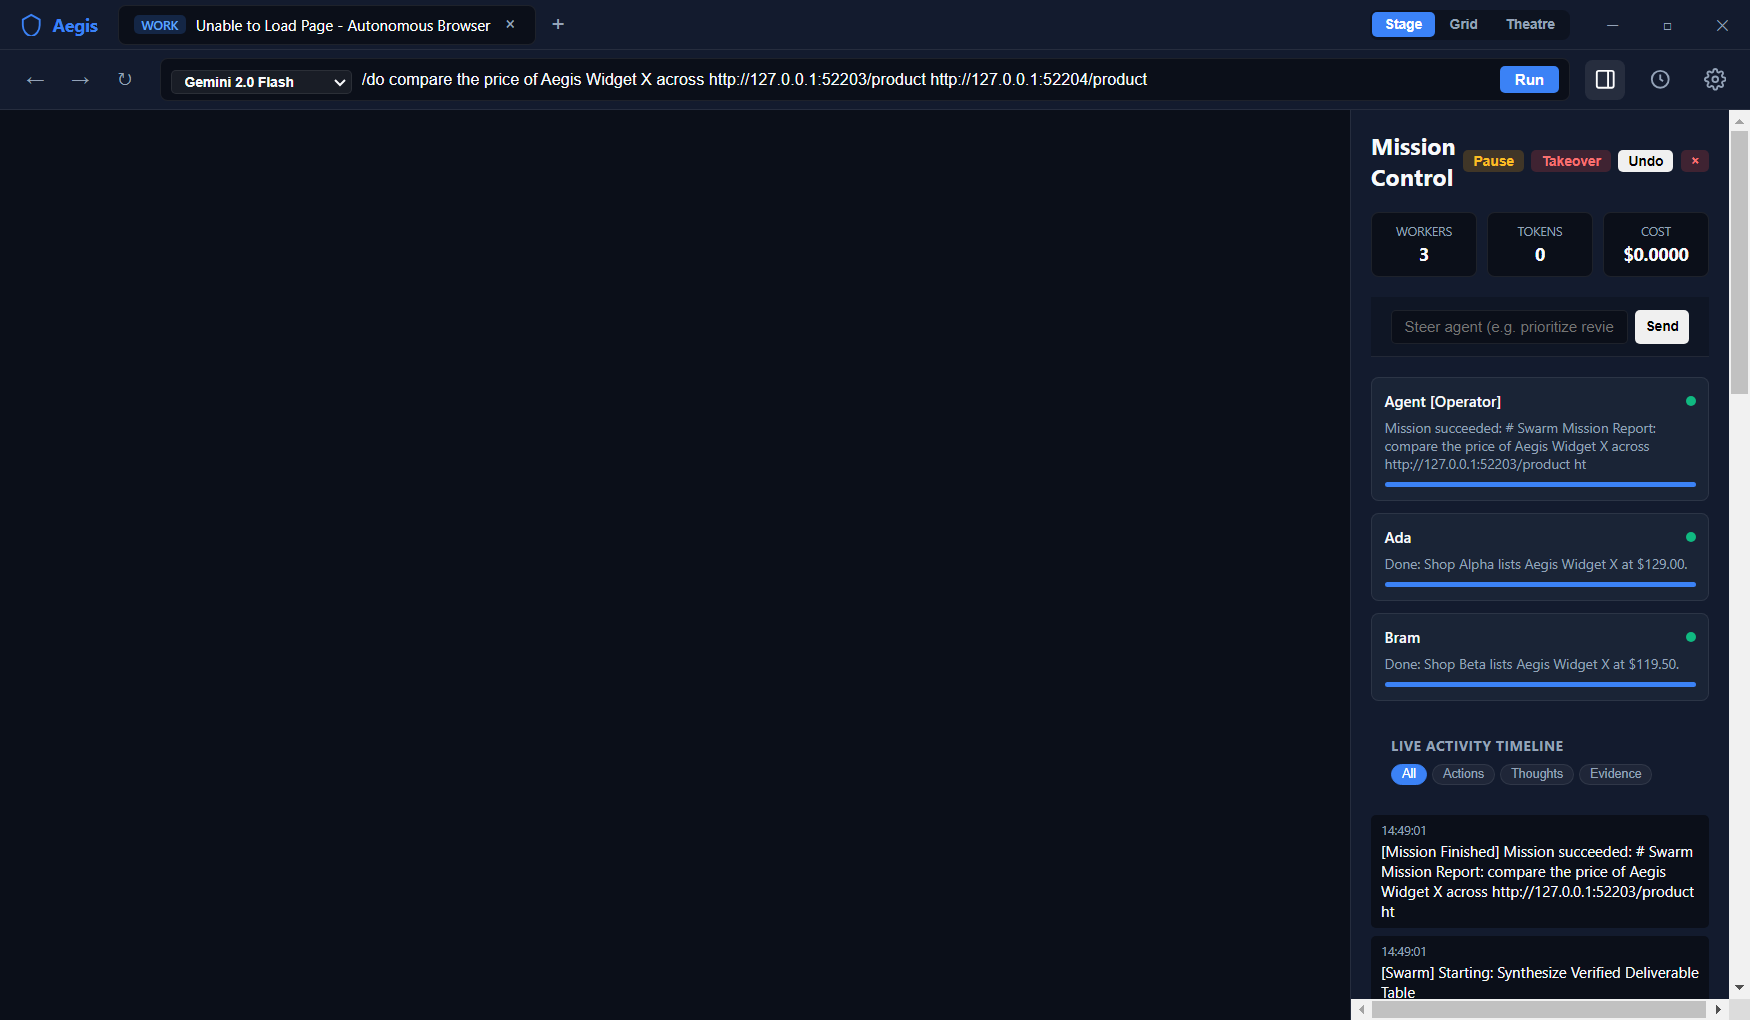 Aegis
WORK Unable to Load Page - Autonomous Browser × +
Stage Grid Theatre
Gemini 2.0 Flash /do compare the price of Aegis Widget X across http://127.0.0.1:52203/product http://127.0.0.1:52204/product Run
Mission
Control
Pause Takeover Undo ×
WORKERS
3
TOKENS
0
COST
$0.0000
Steer agent (e.g. prioritize revie Send
Agent [Operator]
Mission succeeded: # Swarm Mission Report:
compare the price of Aegis Widget X across
http://127.0.0.1:52203/product ht
Ada
Done: Shop Alpha lists Aegis Widget X at $129.00.
Bram
Done: Shop Beta lists Aegis Widget X at $119.50.
LIVE ACTIVITY TIMELINE
All Actions Thoughts Evidence
14:49:01
[Mission Finished] Mission succeeded: # Swarm
Mission Report: compare the price of Aegis
Widget X across http://127.0.0.1:52203/product
ht
14:49:01
[Swarm] Starting: Synthesize Verified Deliverable
Table